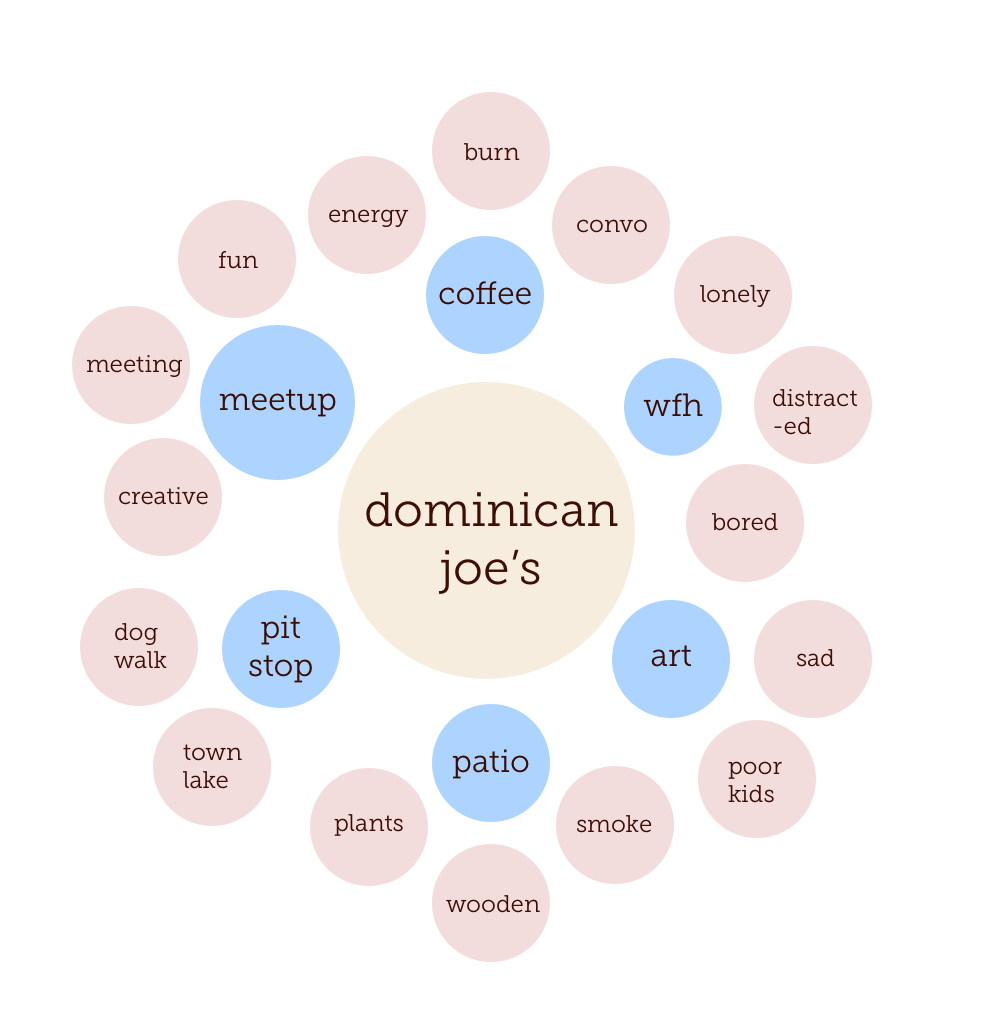 burn
energy
convo
fun
coffee
lonely
meeting
meetup
wfh
distract
-ed
creative
dominican
joe's
bored
dog
walk
pit
stop
art
sad
town
lake
patio
poor
kids
plants
smoke
wooden